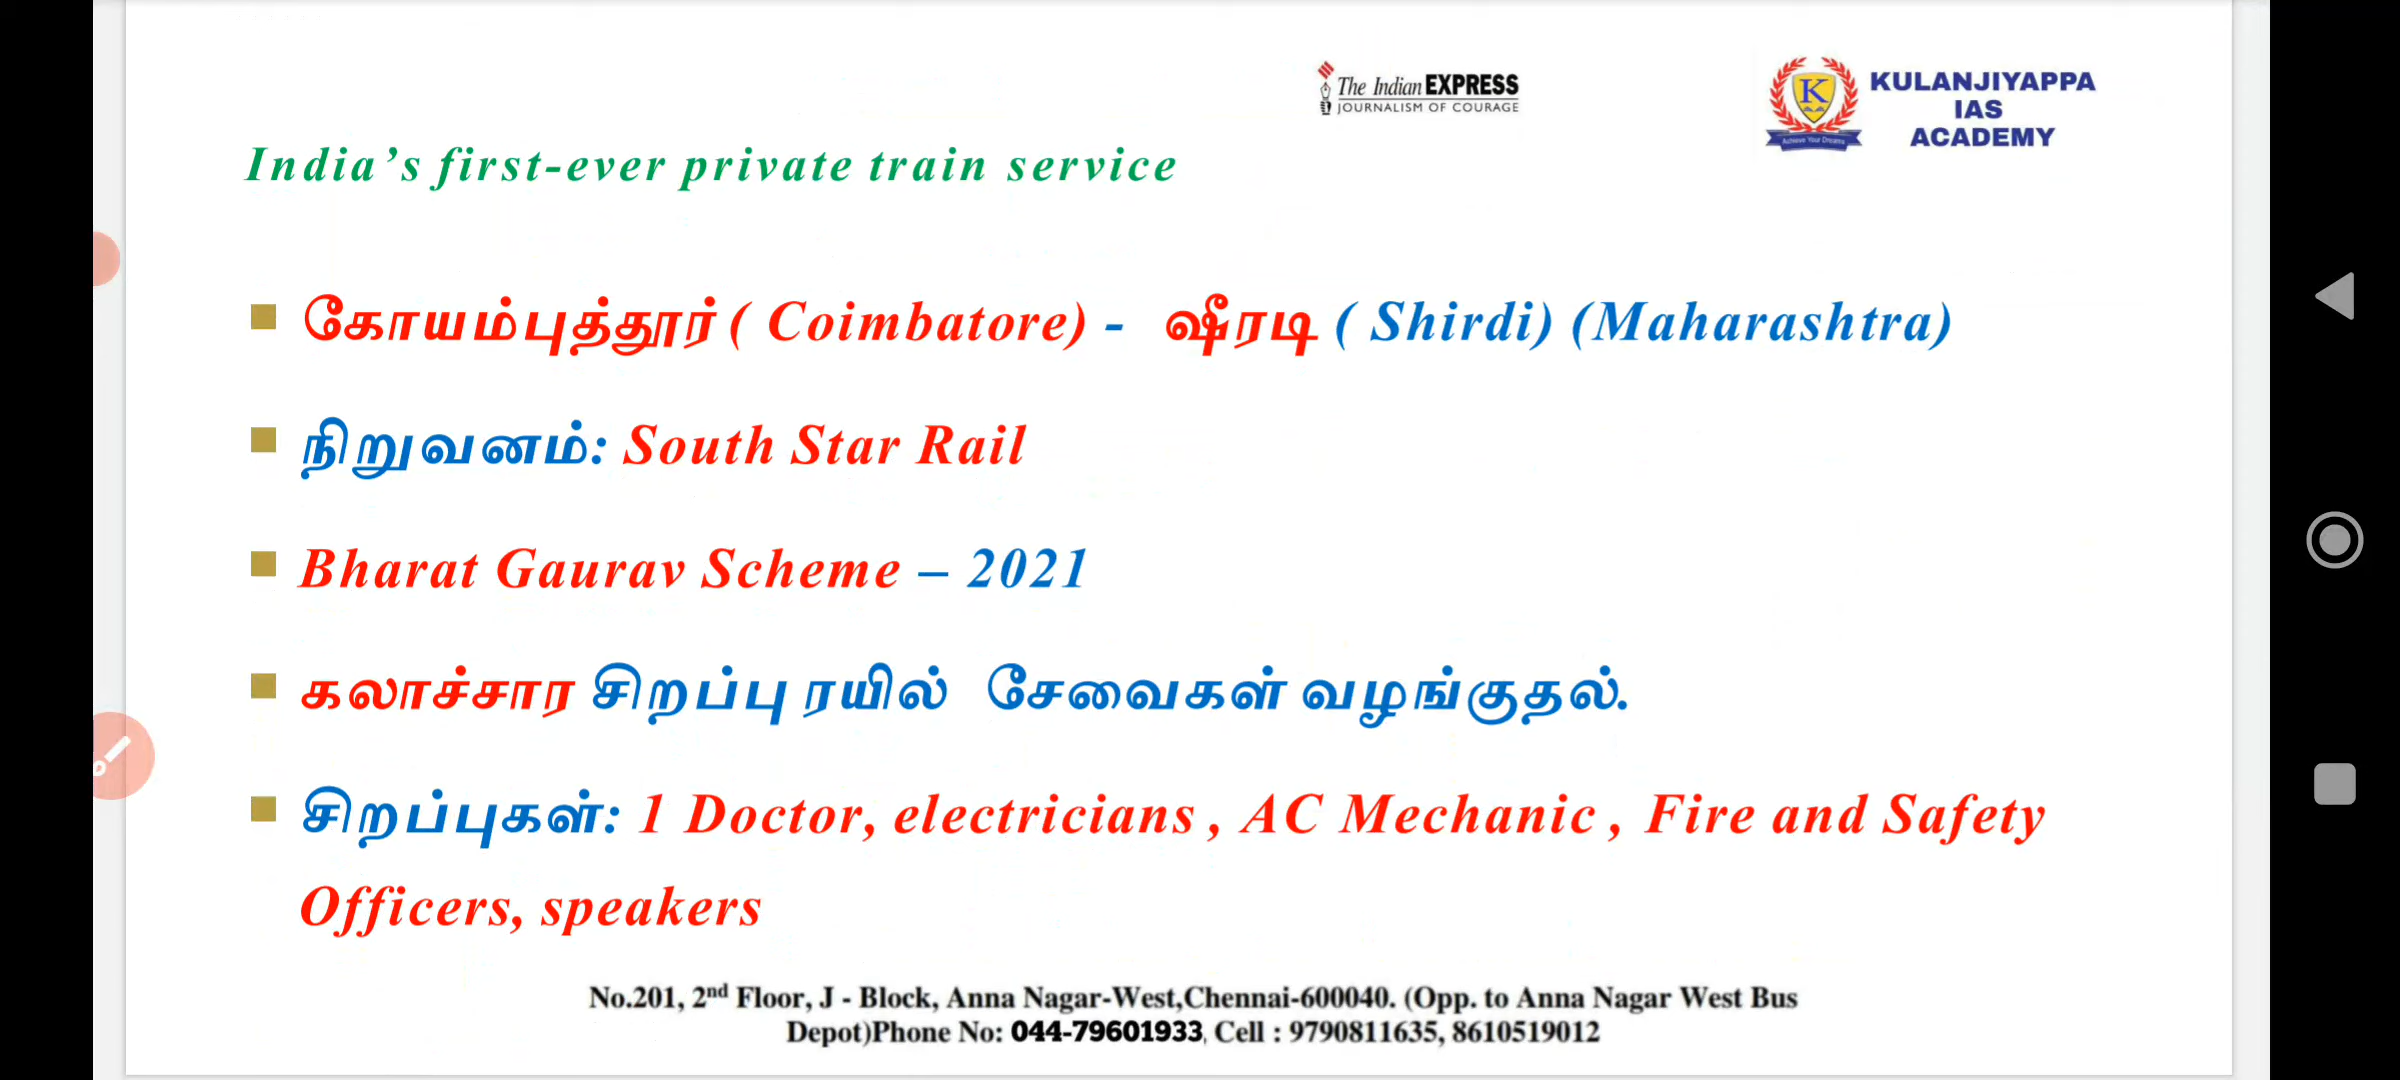 The Indian EXPRESS
JOURNALISM OF COURAGE
K
Achieve Your Dreams
KULANJIYAPPA
IAS
ACADEMY
India’s first-ever private train service
கோயம்புத்தூர் ( Coimbatore) - ஷீரடி ( Shirdi) (Maharashtra)
நிறுவனம்: South Star Rail
Bharat Gaurav Scheme – 2021
கலாச்சார சிறப்பு ரயில் சேவைகள் வழங்குதல்.
சிறப்புகள்: 1 Doctor, electricians , AC Mechanic , Fire and Safety
Officers, speakers
No.201, 2nd Floor, J - Block, Anna Nagar-West,Chennai-600040. (Opp. to Anna Nagar West Bus
Depot)Phone No: 044-79601933, Cell : 9790811635, 8610519012